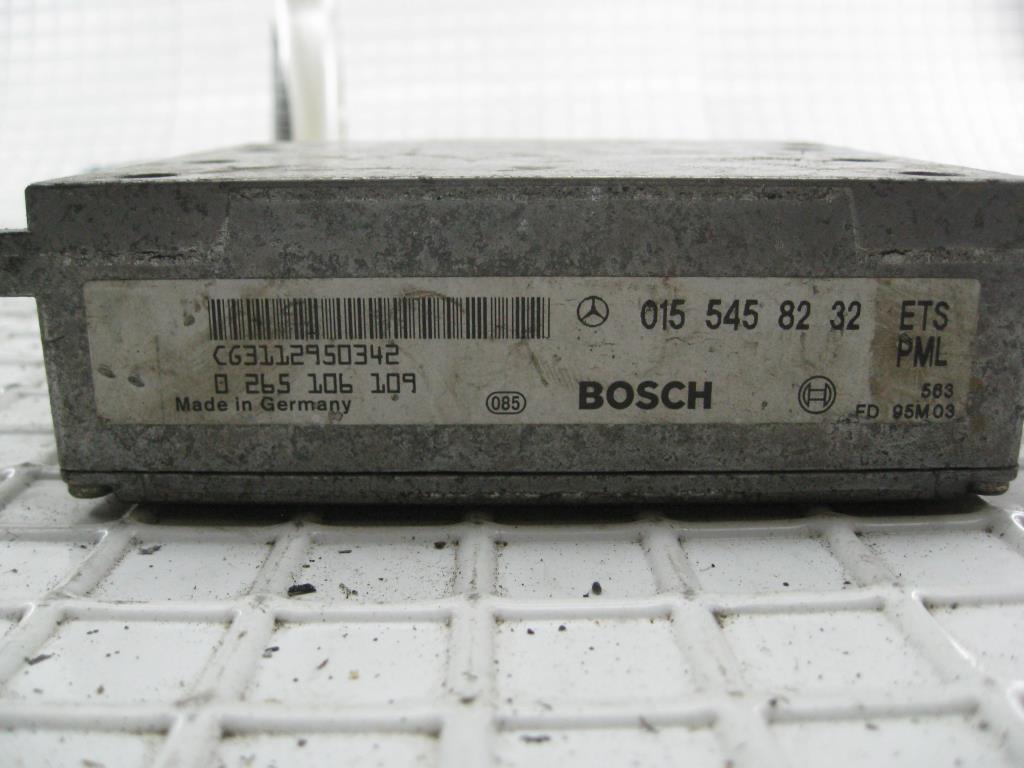 015 545 82 32 ETS
PML
CG3112950342
0 265 106 109
Made in Germany
085
BOSCH
563
FD 95M03